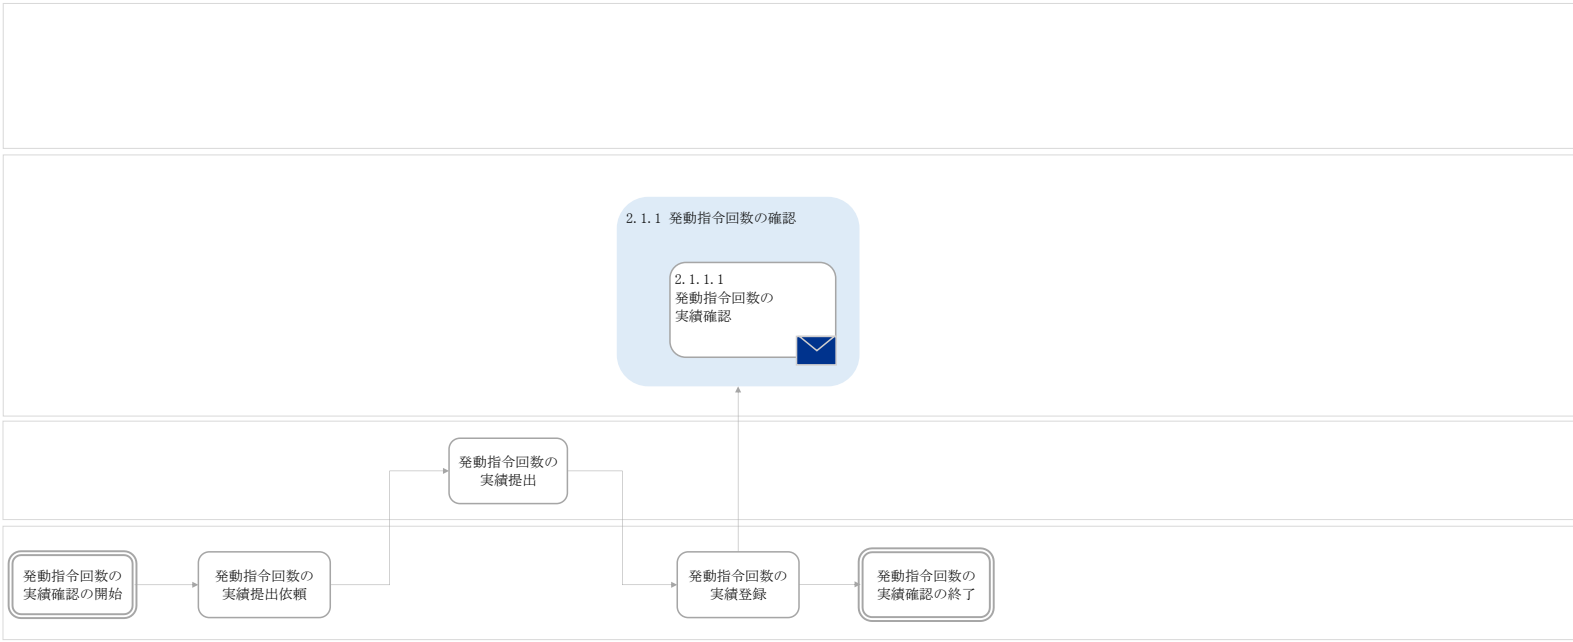 2.1.1 発動指令回数の確認
2.1.1.1
発動指令回数の
実績確認
発動指令回数の
実績提出
発動指令回数の
実績確認の開始
発動指令回数の
実績提出依頼
発動指令回数の
実績登録
発動指令回数の
実績確認の終了